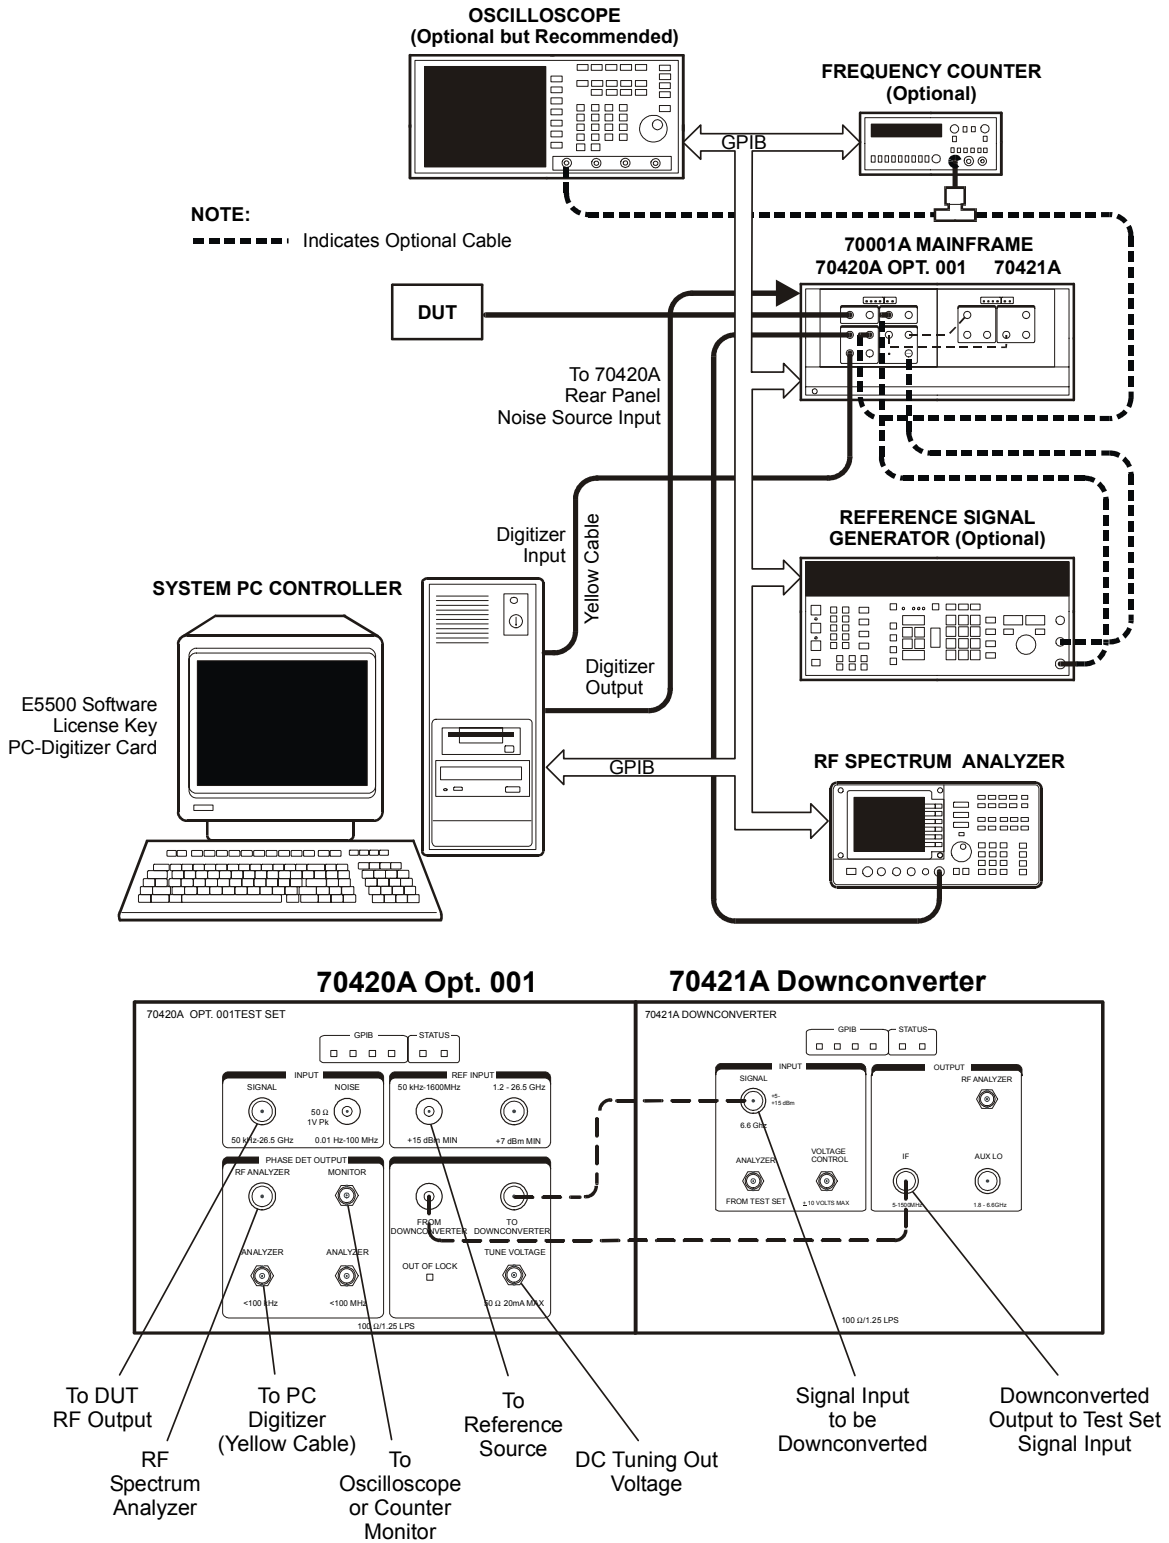 OSCILLOSCOPE
(Optional but Recommended)
FREQUENCY COUNTER
(Optional)
GPIB
NOTE:
Indicates Optional Cable
70001A MAINFRAME
70420A OPT. 001 70421A
DUT
To 70420A
Rear Panel
Noise Source Input
REFERENCE SIGNAL
GENERATOR (Optional)
Digitizer
Input
Yellow Cable
SYSTEM PC CONTROLLER
Digitizer
Output
E5500 Software
License Key
PC-Digitizer Card
GPIB
RF SPECTRUM ANALYZER
70420A Opt. 001
70421A Downconverter
70420A OPT. 001TEST SET
GPIB
STATUS
INPUT
SIGNAL
NOISE
50 Ω
1V Pk
50 kHz-26.5 GHz
0.01 Hz-100 MHz
REF INPUT
50 kHz-1600MHz
1.2 - 26.5 GHz
+15 dBm MIN
+7 dBm MIN
PHASE DET OUTPUT
RF ANALYZER
MONITOR
ANALYZER
ANALYZER
<100 kHz
<100 MHz
FROM
DOWNCONVERTER
TO
DOWNCONVERTER
OUT OF LOCK
TUNE VOLTAGE
50 Ω 20mA MAX
100 Ω/1.25 LPS
70421A DOWNCONVERTER
GPIB
STATUS
INPUT
SIGNAL
+5-
+15 dBm
6.6 Ghz
ANALYZER
FROM TEST SET
VOLTAGE
CONTROL
± 10 VOLTS MAX
OUTPUT
RF ANALYZER
IF
5-1500MHz
AUX LO
1.8 - 6.6GHz
100 Ω/1.25 LPS
To DUT
RF Output
RF
Spectrum
Analyzer
To PC
Digitizer
(Yellow Cable)
To
Oscilloscope
or Counter
Monitor
To
Reference
Source
DC Tuning Out
Voltage
Signal Input
to be
Downconverted
Downconverted
Output to Test Set
Signal Input